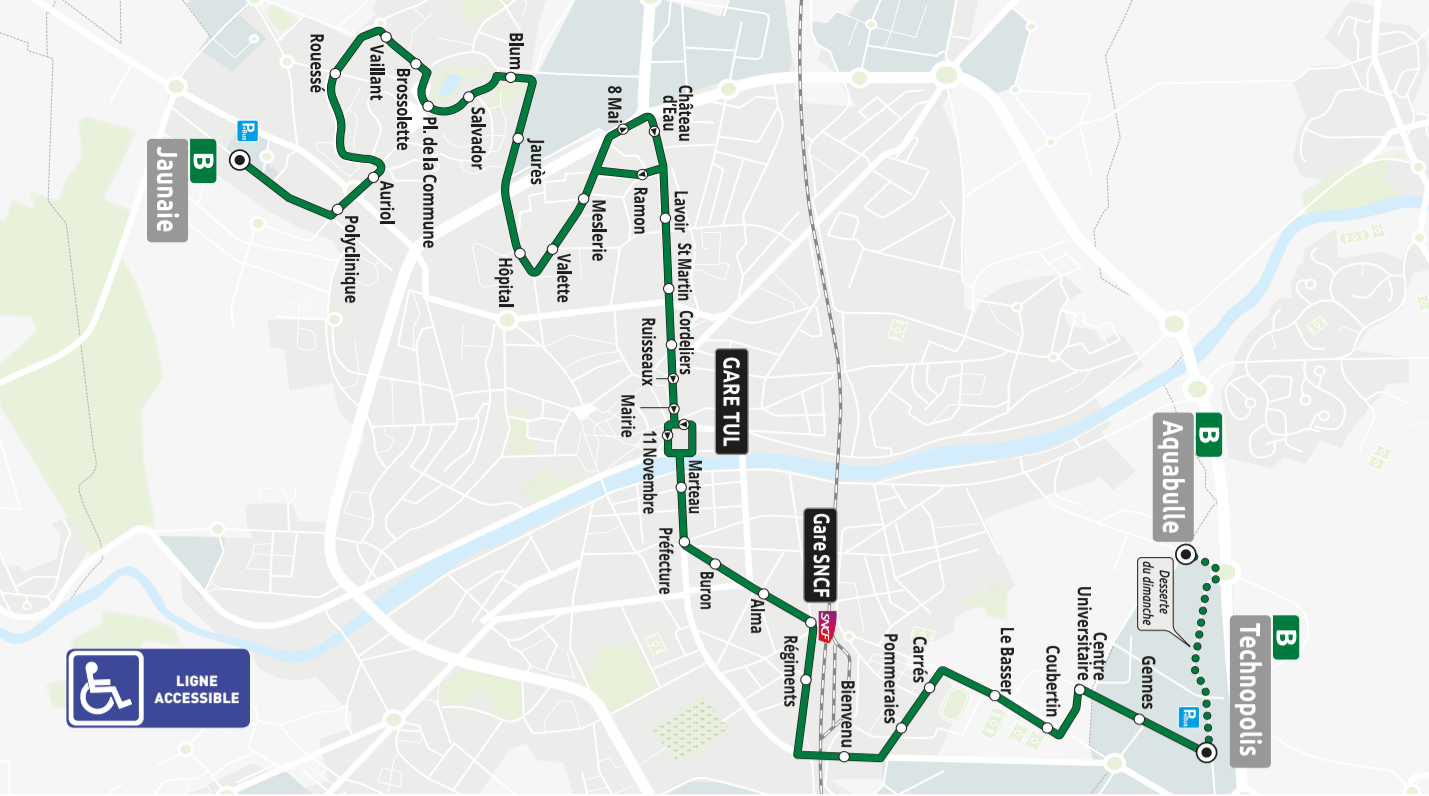 B
Jaunaie
P+
BUS
Polyclinique
Auriol
Rouessé
Vaillant
Brossolette
Pl. de la Commune
Salvador
Blum
Jaurès
Hôpital
Valette
Meslerie
8 Mai
Château
d'Eau
Ramon
Lavoir
St Martin
Cordeliers
Ruisseaux
Mairie
11 Novembre
GARE TUL
Marteau
Préfecture
Buron
Alma
Gare SNCF
SNCF
Régiments
Bienvenu
Pommeraies
Carrés
Le Basser
Coubertin
Centre
Universitaire
Gennes
P+
BUS
B
Technopolis
Desserte
du dimanche
B
Aquabulle
LIGNE
ACCESSIBLE